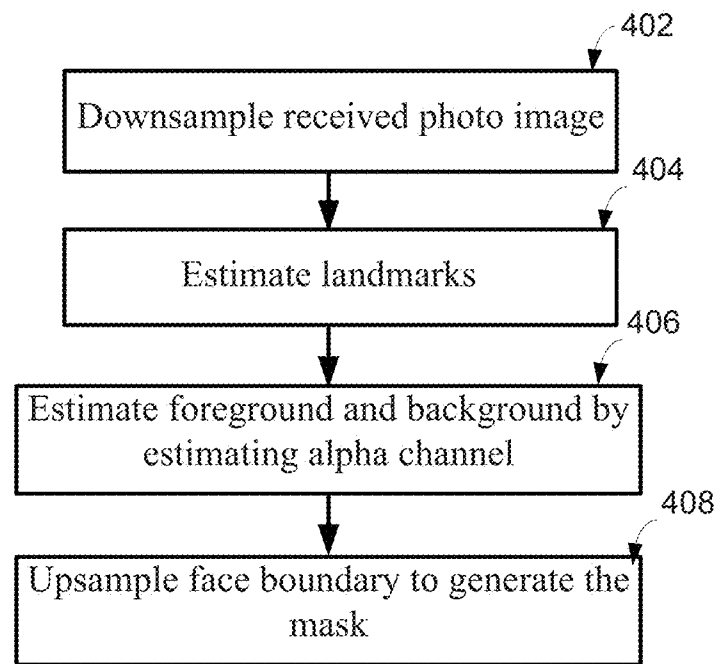 402
Downsample received photo image
404
Estimate landmarks
406
Estimate foreground and background by
estimating alpha channel
408
Upsample face boundary to generate the
mask